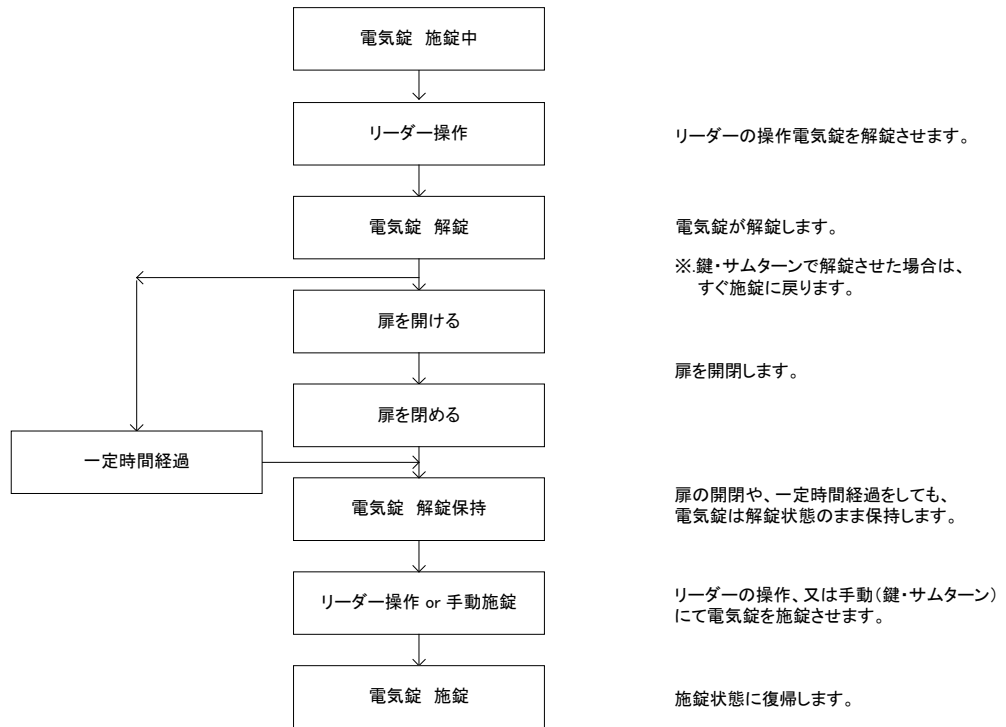 電気錠 施錠中
リーダー操作
リーダーの操作電気錠を解錠させます。
電気錠 解錠
電気錠が解錠します。
※.鍵・サムターンで解錠させた場合は、
すぐ施錠に戻ります。
扉を開ける
扉を開閉します。
扉を閉める
一定時間経過
電気錠 解錠保持
扉の開閉や、一定時間経過をしても、
電気錠は解錠状態のまま保持します。
リーダー操作 or 手動施錠
リーダーの操作、又は手動(鍵・サムターン)
にて電気錠を施錠させます。
電気錠 施錠
施錠状態に復帰します。